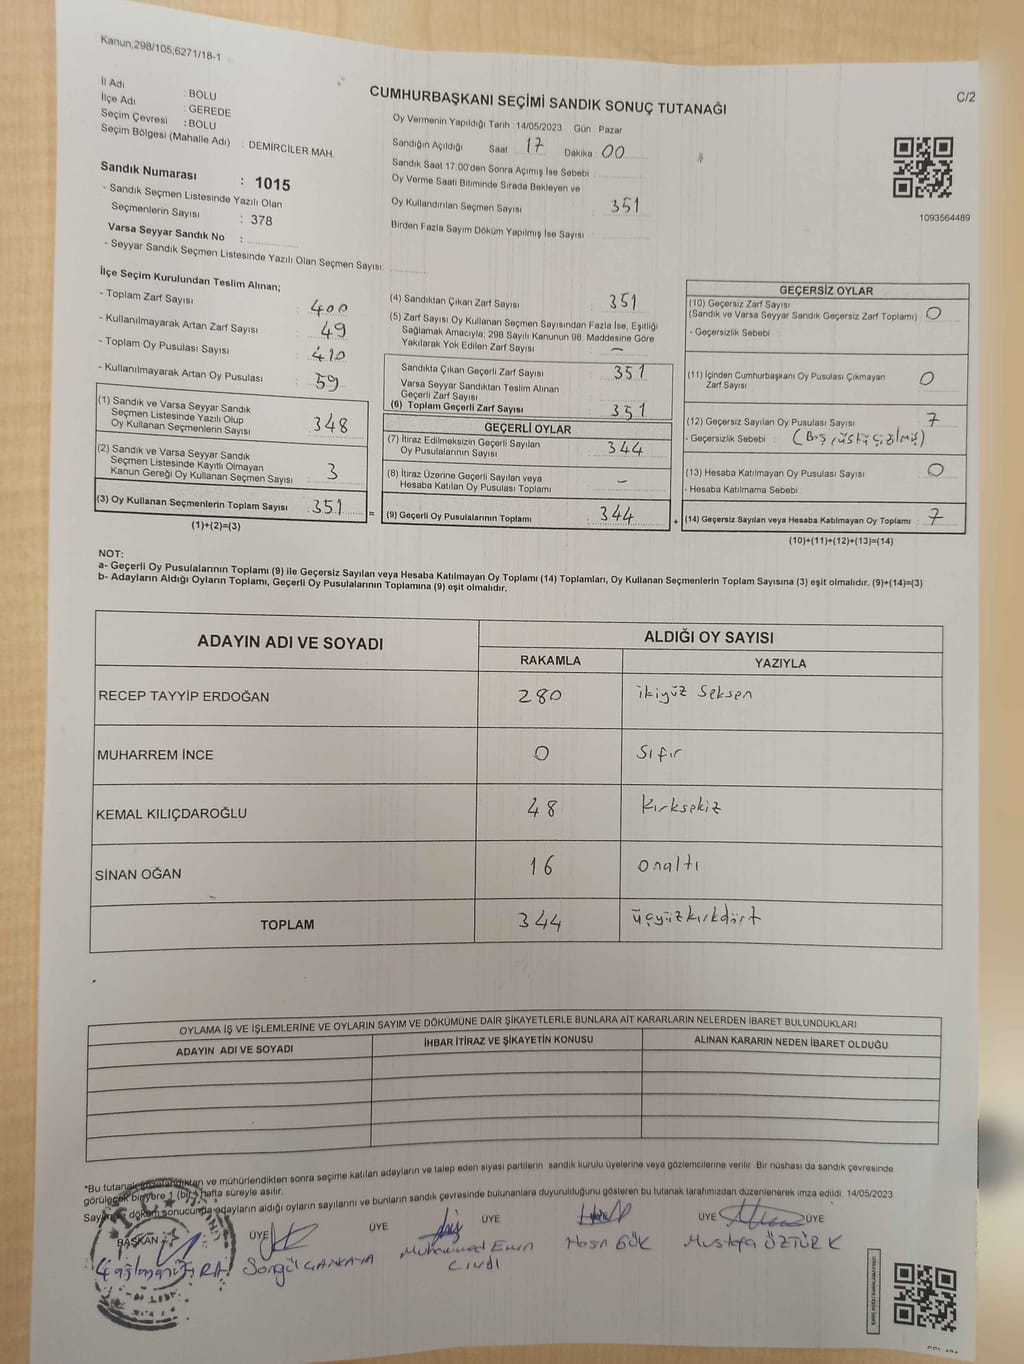 Kanun;298/105;6271/18-1
C/2
CUMHURBAŞKANI SEÇİMİ SANDIK SONUÇ TUTANAĞI
İl Adı : BOLU
İlçe Adı : GEREDE
Seçim Çevresi : BOLU
Seçim Bölgesi (Mahalle Adı) : DEMİRCİLER MAH.
Sandık Numarası : 1015
- Sandık Seçmen Listesinde Yazılı Olan
Seçmenlerin Sayısı : 378
Varsa Seyyar Sandık No :
- Seyyar Sandık Seçmen Listesinde Yazılı Olan Seçmen Sayısı:
Oy Vermenin Yapıldığı Tarih : 14/05/2023 Gün : Pazar
Sandığın Açıldığı Saat : 17 Dakika : 00
Sandık Saat 17:00'den Sonra Açımış İse Sebebi :
Oy Verme Saati Bitiminde Sırada Bekleyen ve
Oy Kullandırılan Seçmen Sayısı : 351
Birden Fazla Sayım Döküm Yapılmış İse Sayısı :
1093564489
İlçe Seçim Kurulundan Teslim Alınan;
- Toplam Zarf Sayısı : 400
- Kullanılmayarak Artan Zarf Sayısı : 49
- Toplam Oy Pusulası Sayısı : 410
- Kullanılmayarak Artan Oy Pusulası : 59
(1) Sandık ve Varsa Seyyar Sandık
Seçmen Listesinde Yazılı Olup
Oy Kullanan Seçmenlerin Sayısı : 348
(2) Sandık ve Varsa Seyyar Sandık
Seçmen Listesinde Kayıtlı Olmayan
Kanun Gereği Oy Kullanan Seçmen Sayısı : 3
(3) Oy Kullanan Seçmenlerin Toplam Sayısı : 351
(1)+(2)=(3)
(4) Sandıktan Çıkan Zarf Sayısı : 351
(5) Zarf Sayısı Oy Kullanan Seçmen Sayısından Fazla İse, Eşitliği
Sağlamak Amacıyla; 298 Sayılı Kanunun 98. Maddesine Göre
Yakılarak Yok Edilen Zarf Sayısı : —
Sandıkta Çıkan Geçerli Zarf Sayısı : 351
Varsa Seyyar Sandıktan Teslim Alınan
Geçerli Zarf Sayısı :
(6) Toplam Geçerli Zarf Sayısı : 351
GEÇERLİ OYLAR
(7) İtiraz Edilmeksizin Geçerli Sayılan
Oy Pusulalarının Sayısı : 344
(8) İtiraz Üzerine Geçerli Sayılan veya
Hesaba Katılan Oy Pusulası Toplamı : —
= (9) Geçerli Oy Pusulalarının Toplamı : 344
GEÇERSİZ OYLAR
(10) Geçersiz Zarf Sayısı
(Sandık ve Varsa Seyyar Sandık Geçersiz Zarf Toplamı) : 0
- Geçersizlik Sebebi :
(11) İçinden Cumhurbaşkanı Oy Pusulası Çıkmayan
Zarf Sayısı : 0
(12) Geçersiz Sayılan Oy Pusulası Sayısı : 7
- Geçersizlik Sebebi : (Boş, üstü çizilmiş)
(13) Hesaba Katılmayan Oy Pusulası Sayısı : 0
- Hesaba Katılmama Sebebi :
+ (14) Geçersiz Sayılan veya Hesaba Katılmayan Oy Toplamı : 7
(10)+(11)+(12)+(13)=(14)
NOT:
a- Geçerli Oy Pusulalarının Toplamı (9) ile Geçersiz Sayılan veya Hesaba Katılmayan Oy Toplamı (14) Toplamları, Oy Kullanan Seçmenlerin Toplam Sayısına (3) eşit olmalıdır. (9)+(14)=(3)
b- Adayların Aldığı Oyların Toplamı, Geçerli Oy Pusulalarının Toplamına (9) eşit olmalıdır.
ADAYIN ADI VE SOYADI ALDIĞI OY SAYISI
RAKAMLA YAZIYLA
RECEP TAYYİP ERDOĞAN 280 ikiyüz seksen
MUHARREM İNCE 0 Sıfır
KEMAL KILIÇDAROĞLU 48 Kırksekiz
SİNAN OĞAN 16 onaltı
TOPLAM 344 üçyüzkırkdört
OYLAMA İŞ VE İŞLEMLERİNE VE OYLARIN SAYIM VE DÖKÜMÜNE DAİR ŞİKAYETLERLE BUNLARA AİT KARARLARIN NELERDEN İBARET BULUNDUKLARI
ADAYIN ADI VE SOYADI İHBAR İTİRAZ VE ŞİKAYETİN KONUSU ALINAN KARARIN NEDEN İBARET OLDUĞU
*Bu tutanak ve mühürlendikten sonra seçime katılan adayların ve talep eden siyasi partilerin sandık kurulu üyelerine veya gözlemcilerine verilir. Bir nüshası da sandık çevresinde
görülecek bir yere 1 (bir) hafta süreyle asılır.
Sayım döküm sonucunda adayların aldığı oyların sayılarını ve bunların sandık çevresinde bulunanlara duyurulduğunu gösteren bu tutanak tarafımızdan düzenlenerek imza edildi. 14/05/2023
BAŞKAN ÜYE ÜYE ÜYE ÜYE ÜYE ÜYE
Songül ÇANKAYA Muhammed Emin Hasn GÖK Mustafa ÖZTÜRK